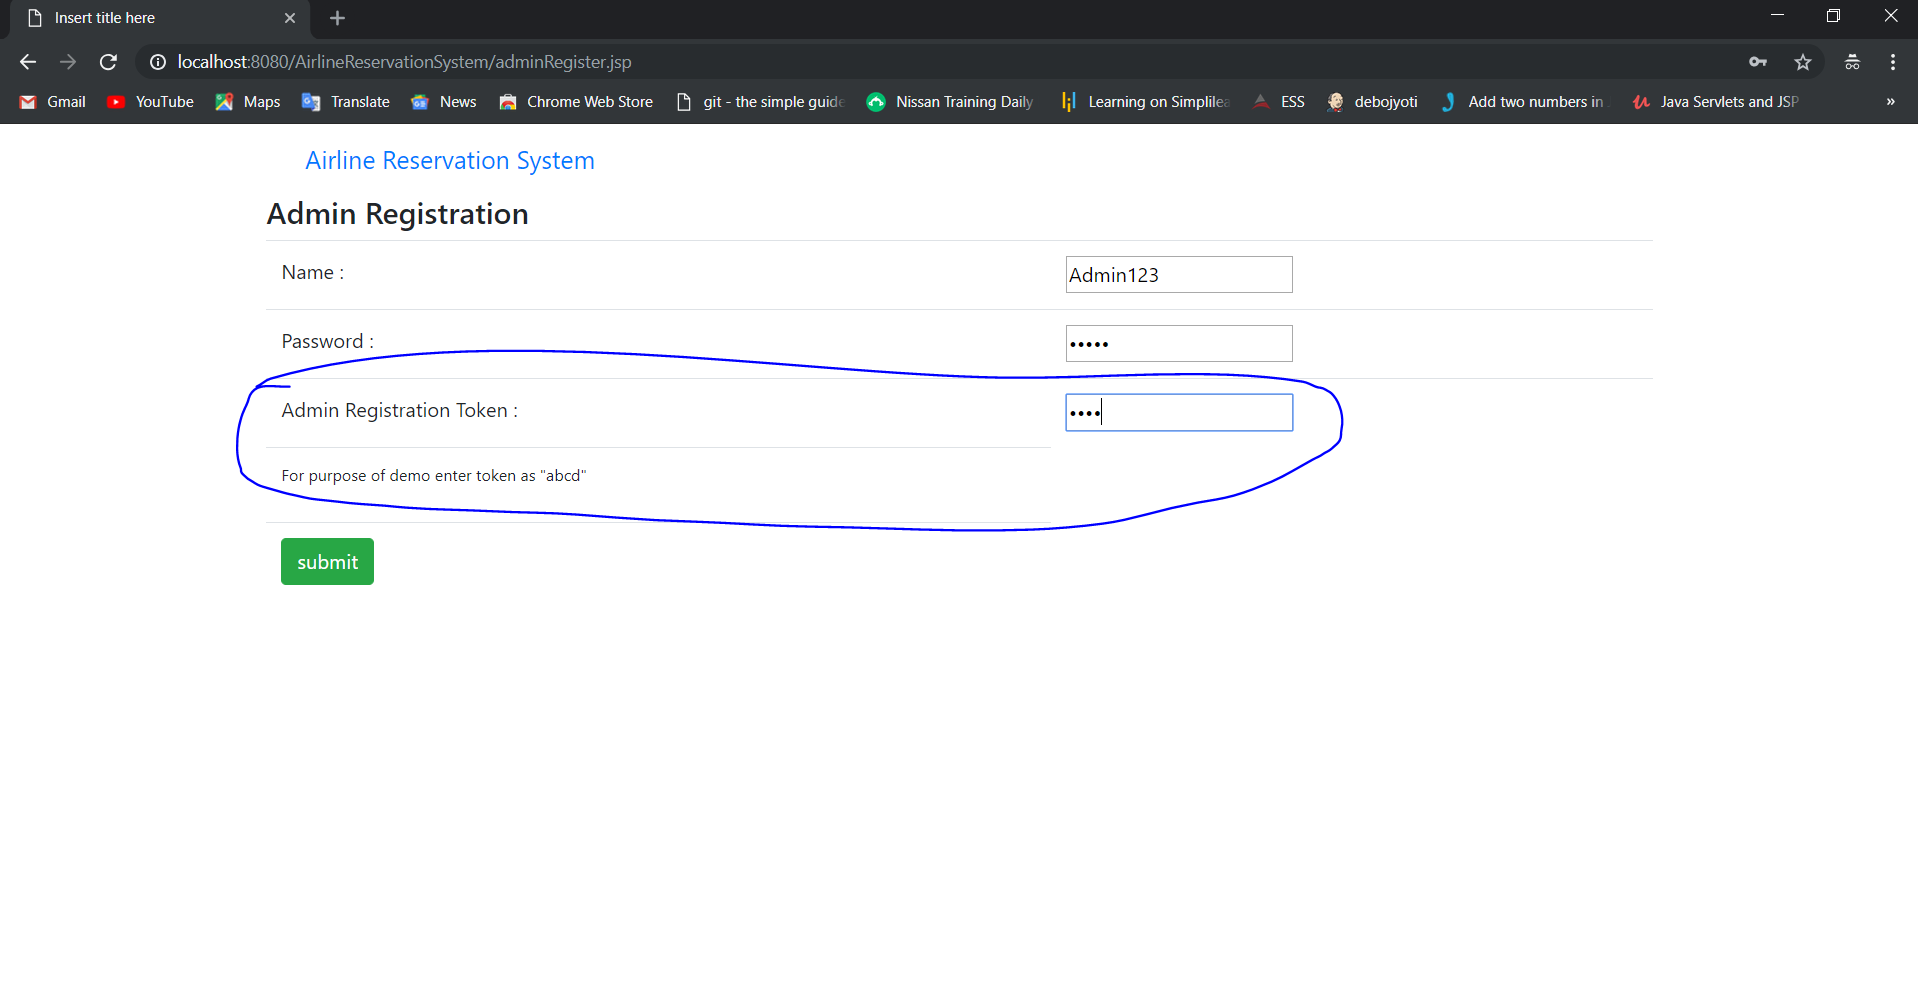 Insert title here
localhost:8080/AirlineReservationSystem/adminRegister.jsp
Gmail YouTube Maps Translate News Chrome Web Store git - the simple guide Nissan Training Daily Learning on Simplilea ESS debojyoti Add two numbers in Java Servlets and JSP »
Airline Reservation System
Admin Registration
Name : Admin123
Password : •••••
Admin Registration Token : ••••
For purpose of demo enter token as "abcd"
submit